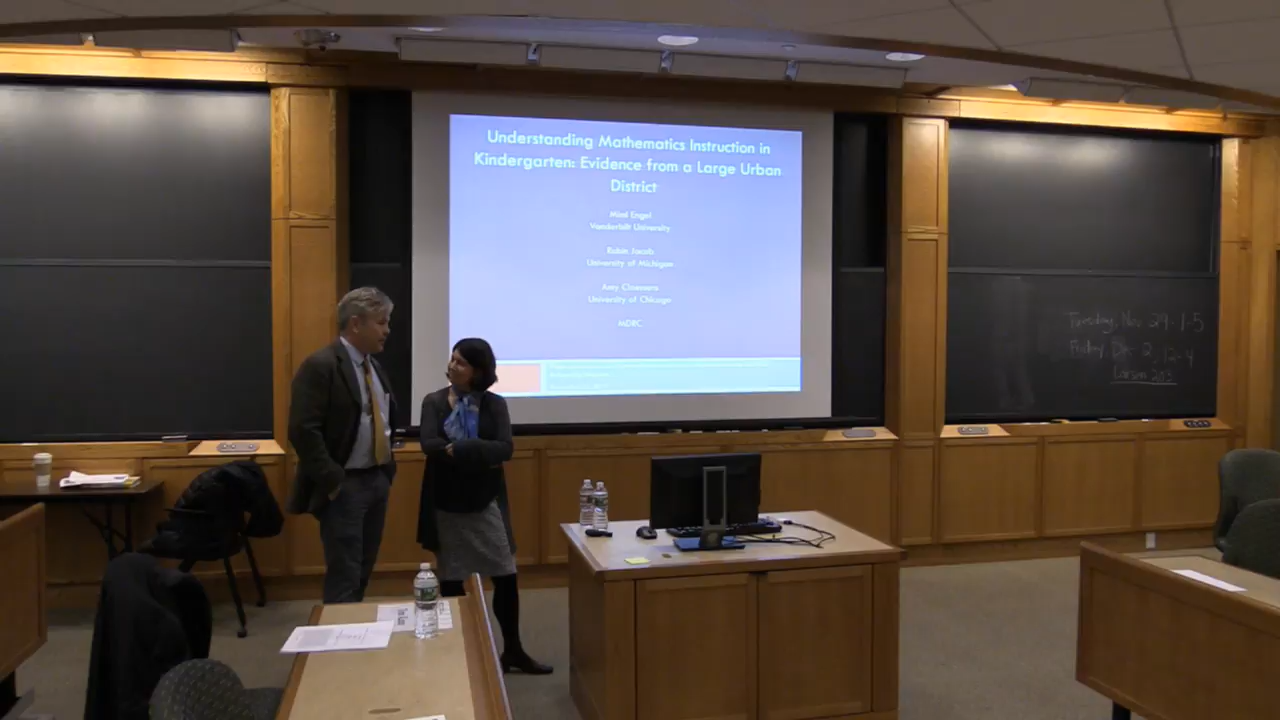 Understanding Mathematics Instruction in
Kindergarten: Evidence from a Large Urban
District
Mimi Engel
Vanderbilt University
Robin Jacob
University of Michigan
Amy Claessens
University of Chicago
MDRC
Tuesday, Nov 29 1-5
Friday, Dec 2, 12-4
Larsen 203